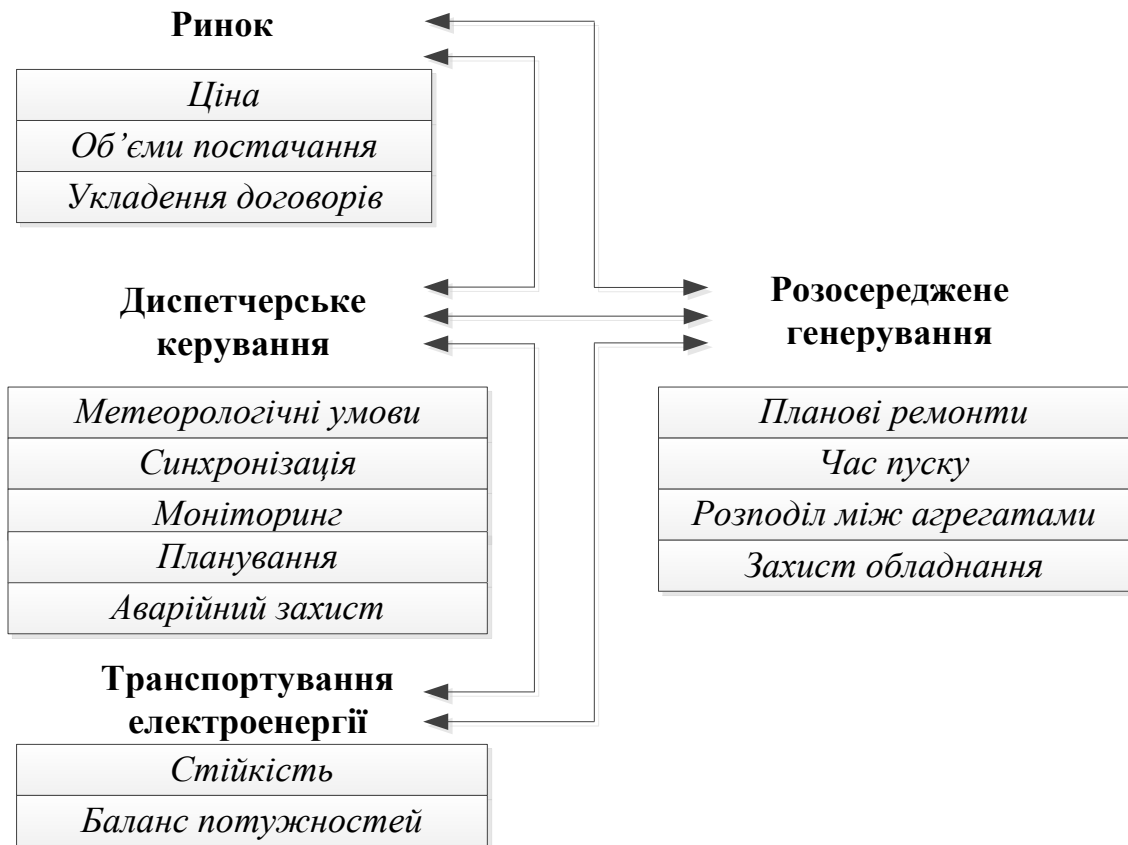 Ринок
Ціна
Об’єми постачання
Укладення договорів
Диспетчерське
керування
Метеорологічні умови
Синхронізація
Моніторинг
Планування
Аварійний захист
Розосереджене
генерування
Планові ремонти
Час пуску
Розподіл між агрегатами
Захист обладнання
Транспортування
електроенергії
Стійкість
Баланс потужностей